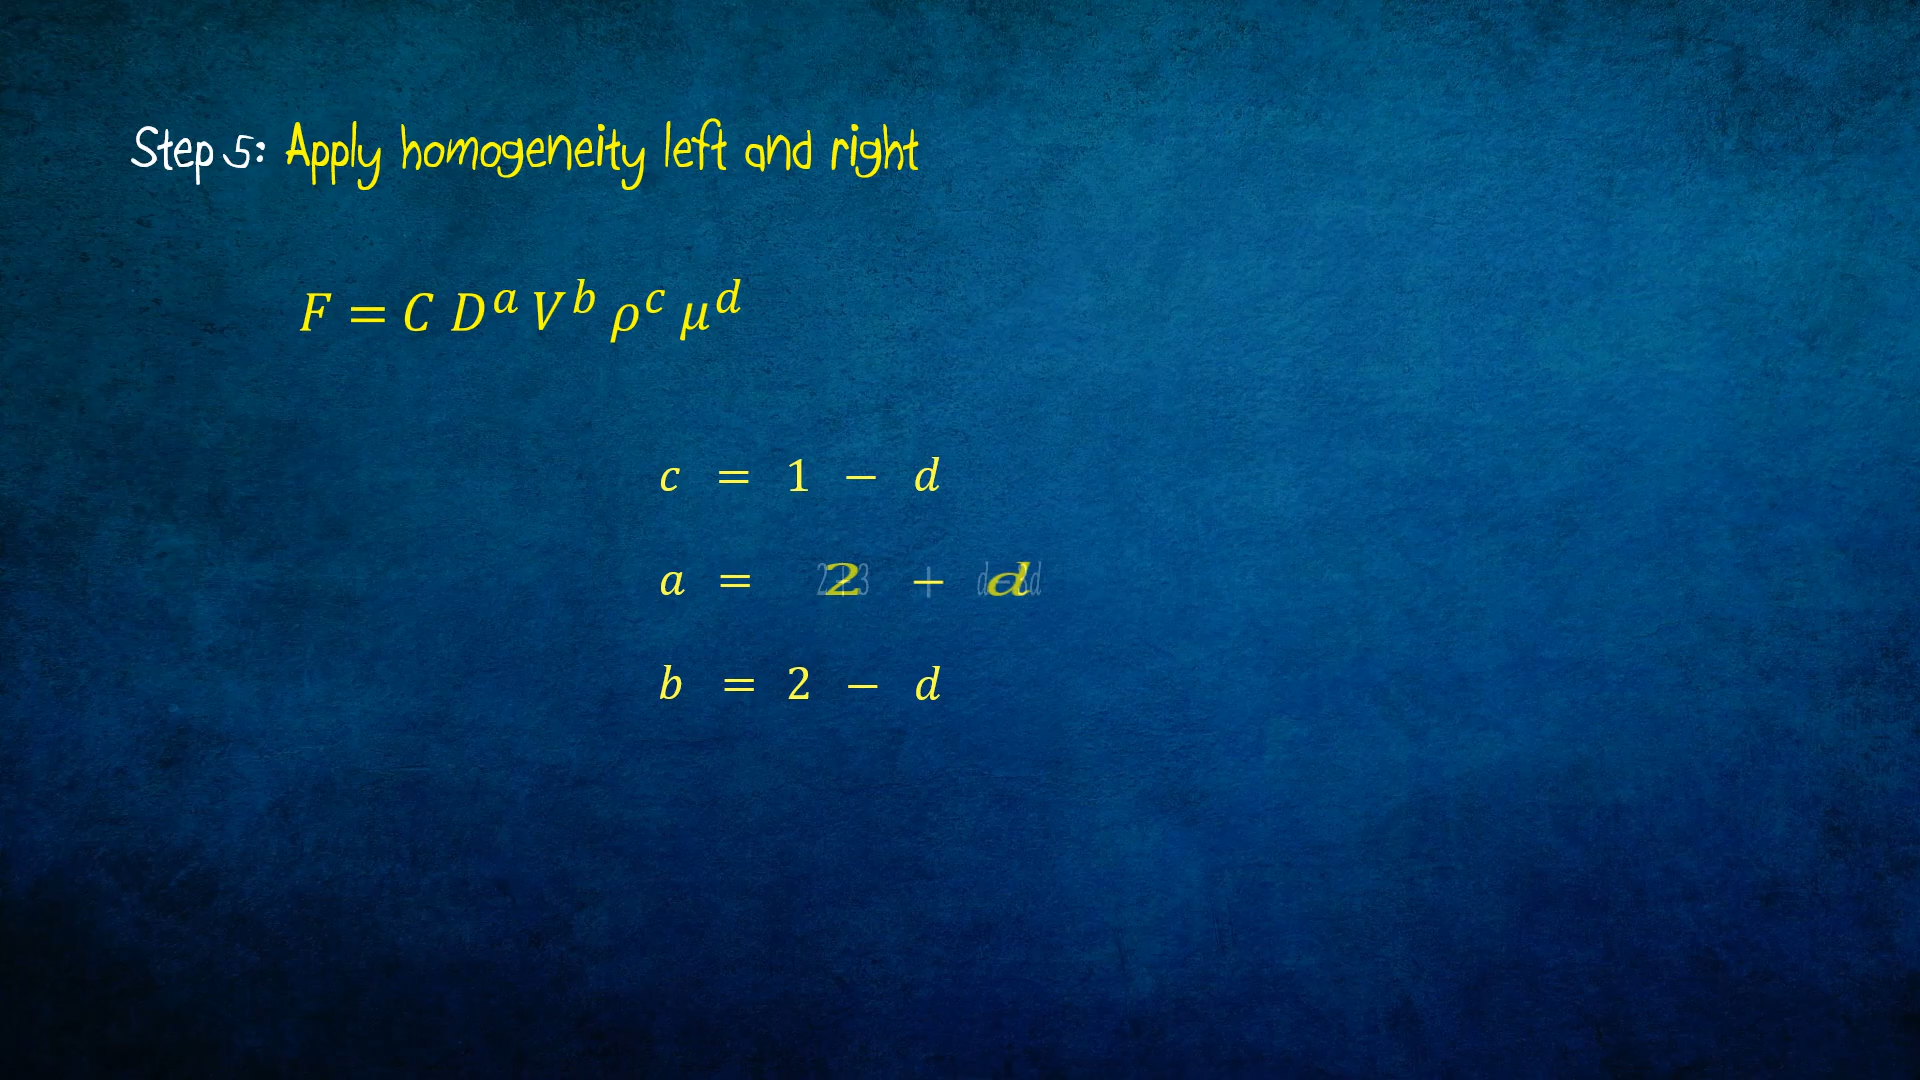 Step 5: Apply homogeneity left and right
F = C D^a V^b ρ^c μ^d
c = 1 − d
a = 2 + d
b = 2 − d